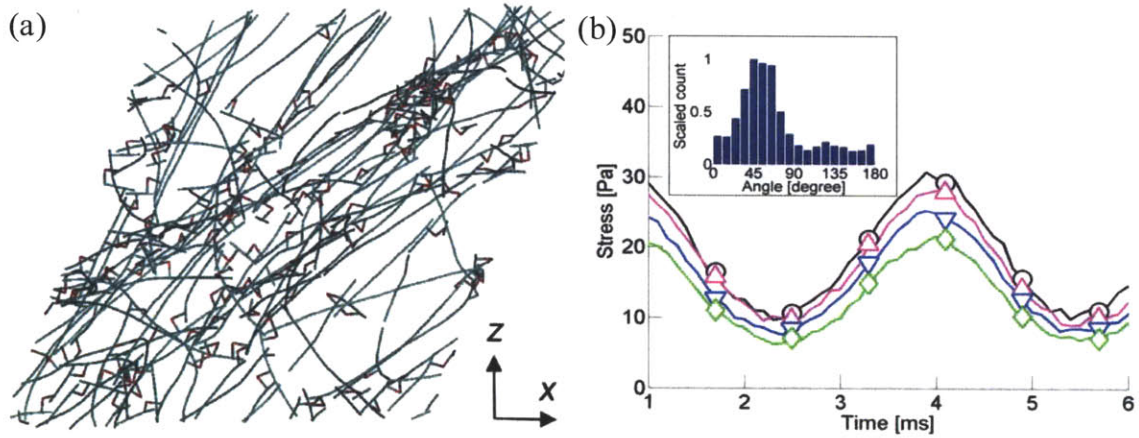 (a)
Z
X
(b)
50
40
30
20
10
0
Stress [Pa]
1 2 3 4 5 6
Time [ms]
1
0.5
0
Scaled count
0 45 90 135 180
Angle [degree]